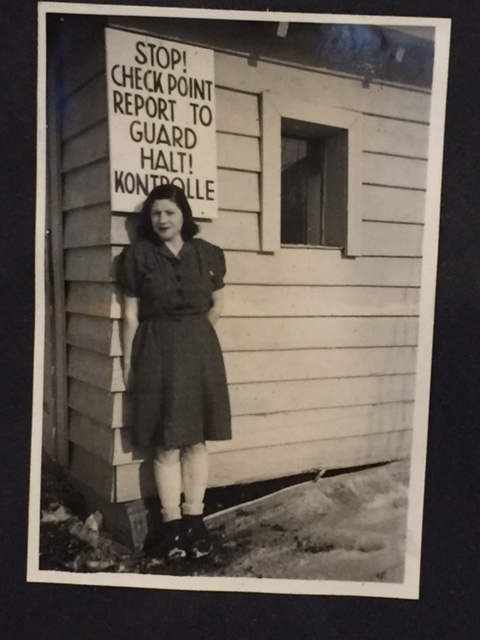 STOP!
CHECK POINT
REPORT TO
GUARD
HALT!
KONTROLLE